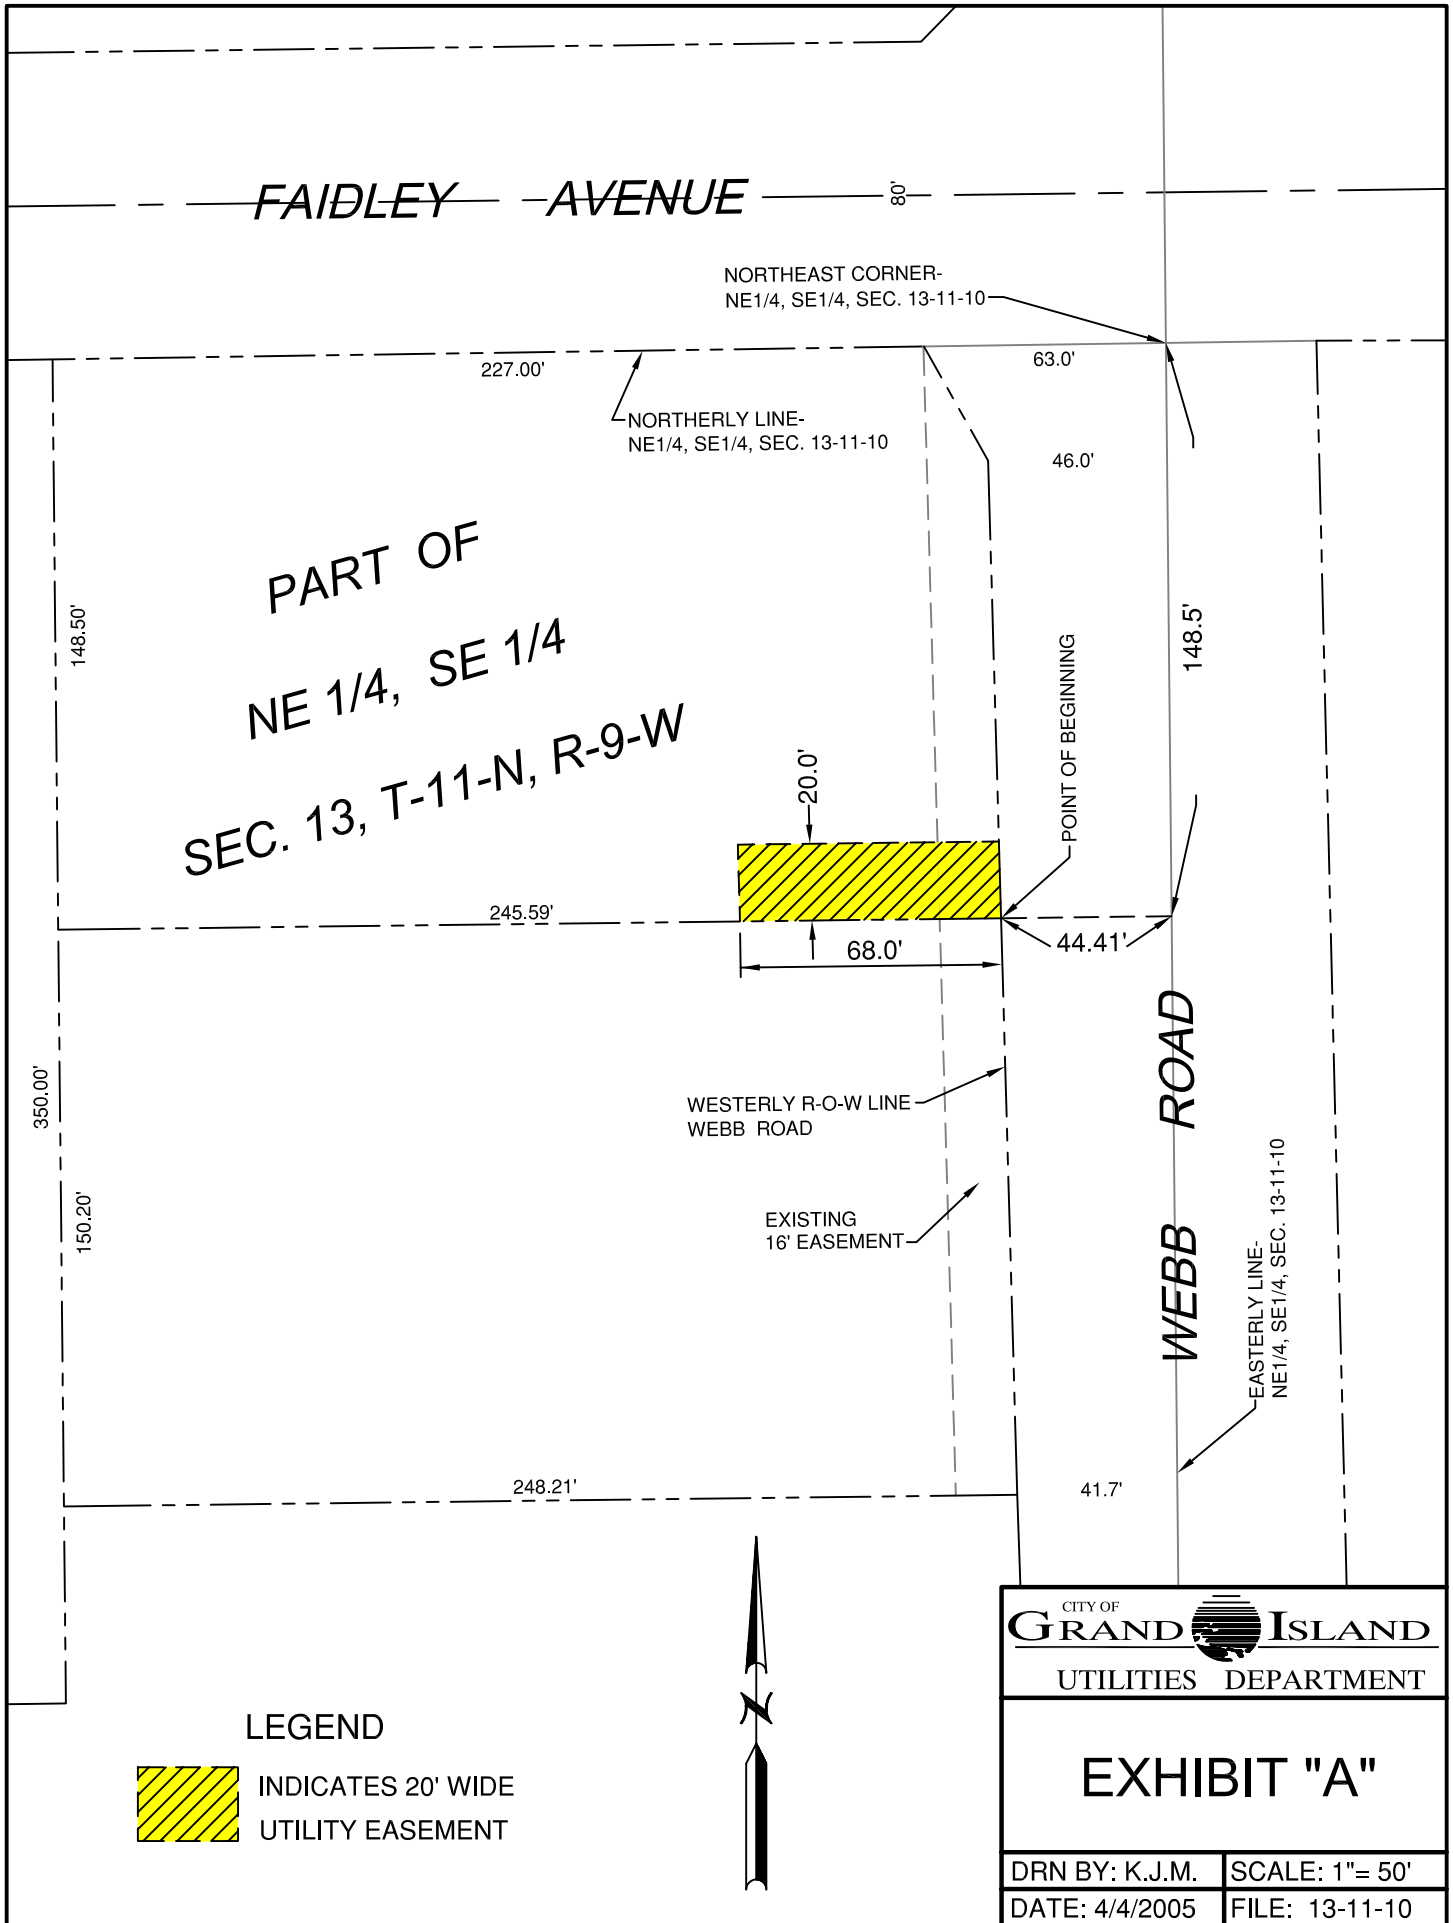 FAIDLEY AVENUE
80'
NORTHEAST CORNER-
NE1/4, SE1/4, SEC. 13-11-10
227.00'
63.0'
NORTHERLY LINE-
NE1/4, SE1/4, SEC. 13-11-10
46.0'
PART OF
NE 1/4, SE 1/4
SEC. 13, T-11-N, R-9-W
148.50'
148.5'
POINT OF BEGINNING
20.0'
245.59'
68.0'
44.41'
WEBB ROAD
350.00'
WESTERLY R-O-W LINE
WEBB ROAD
150.20'
EXISTING
16' EASEMENT
EASTERLY LINE-
NE1/4, SE1/4, SEC. 13-11-10
248.21'
41.7'
N
LEGEND
INDICATES 20' WIDE
UTILITY EASEMENT
CITY OF
GRAND ISLAND
UTILITIES DEPARTMENT
EXHIBIT "A"
DRN BY: K.J.M.
SCALE: 1"= 50'
DATE: 4/4/2005
FILE: 13-11-10